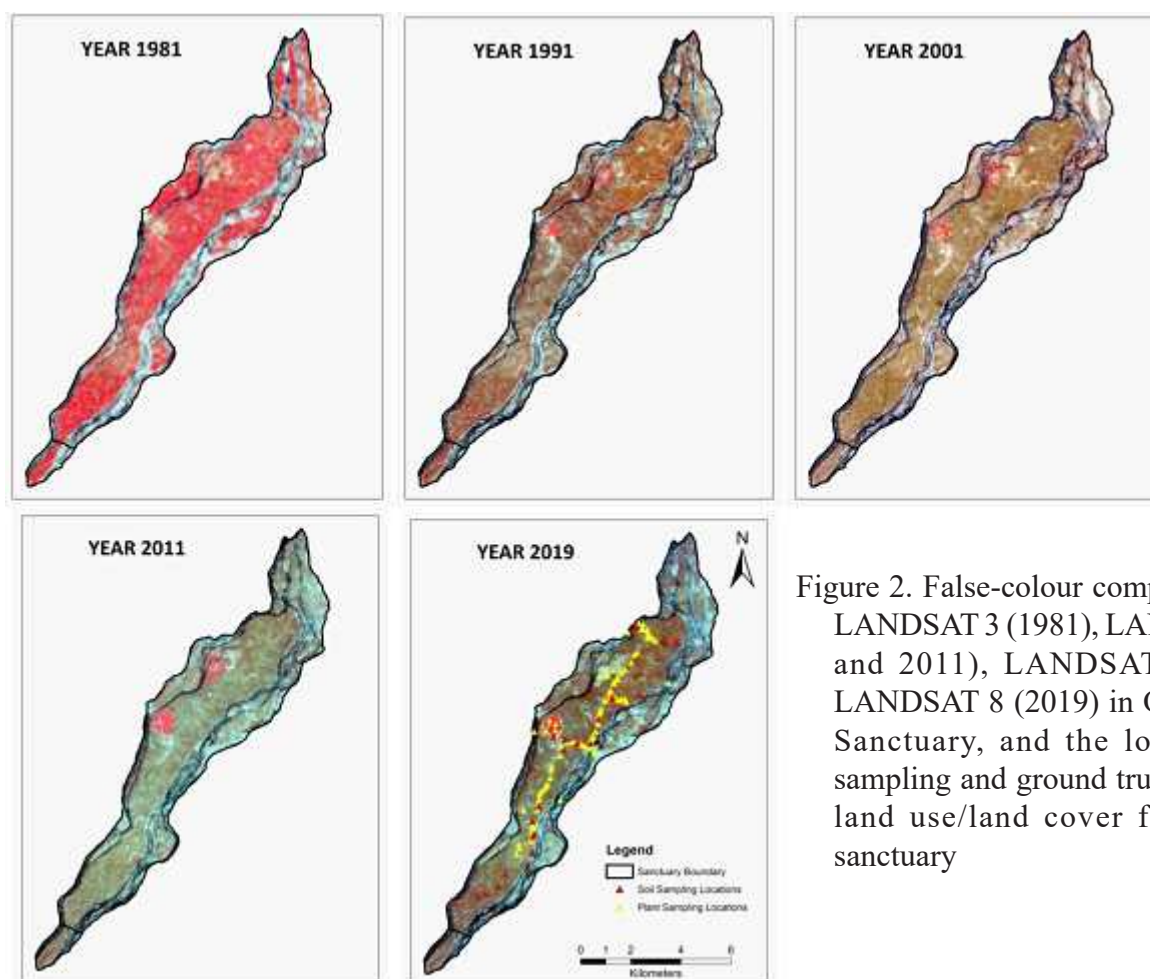 YEAR 1981
YEAR 1991
YEAR 2001
YEAR 2011
YEAR 2019
N
Legend
Sanctuary Boundary
Soil Sampling Locations
Plant Sampling Locations
0 1 2 4 6
Kilometers
Figure 2. False-colour comp
LANDSAT 3 (1981), LAN
and 2011), LANDSAT
LANDSAT 8 (2019) in
Sanctuary, and the lo
sampling and ground tru
land use/land cover f
sanctuary